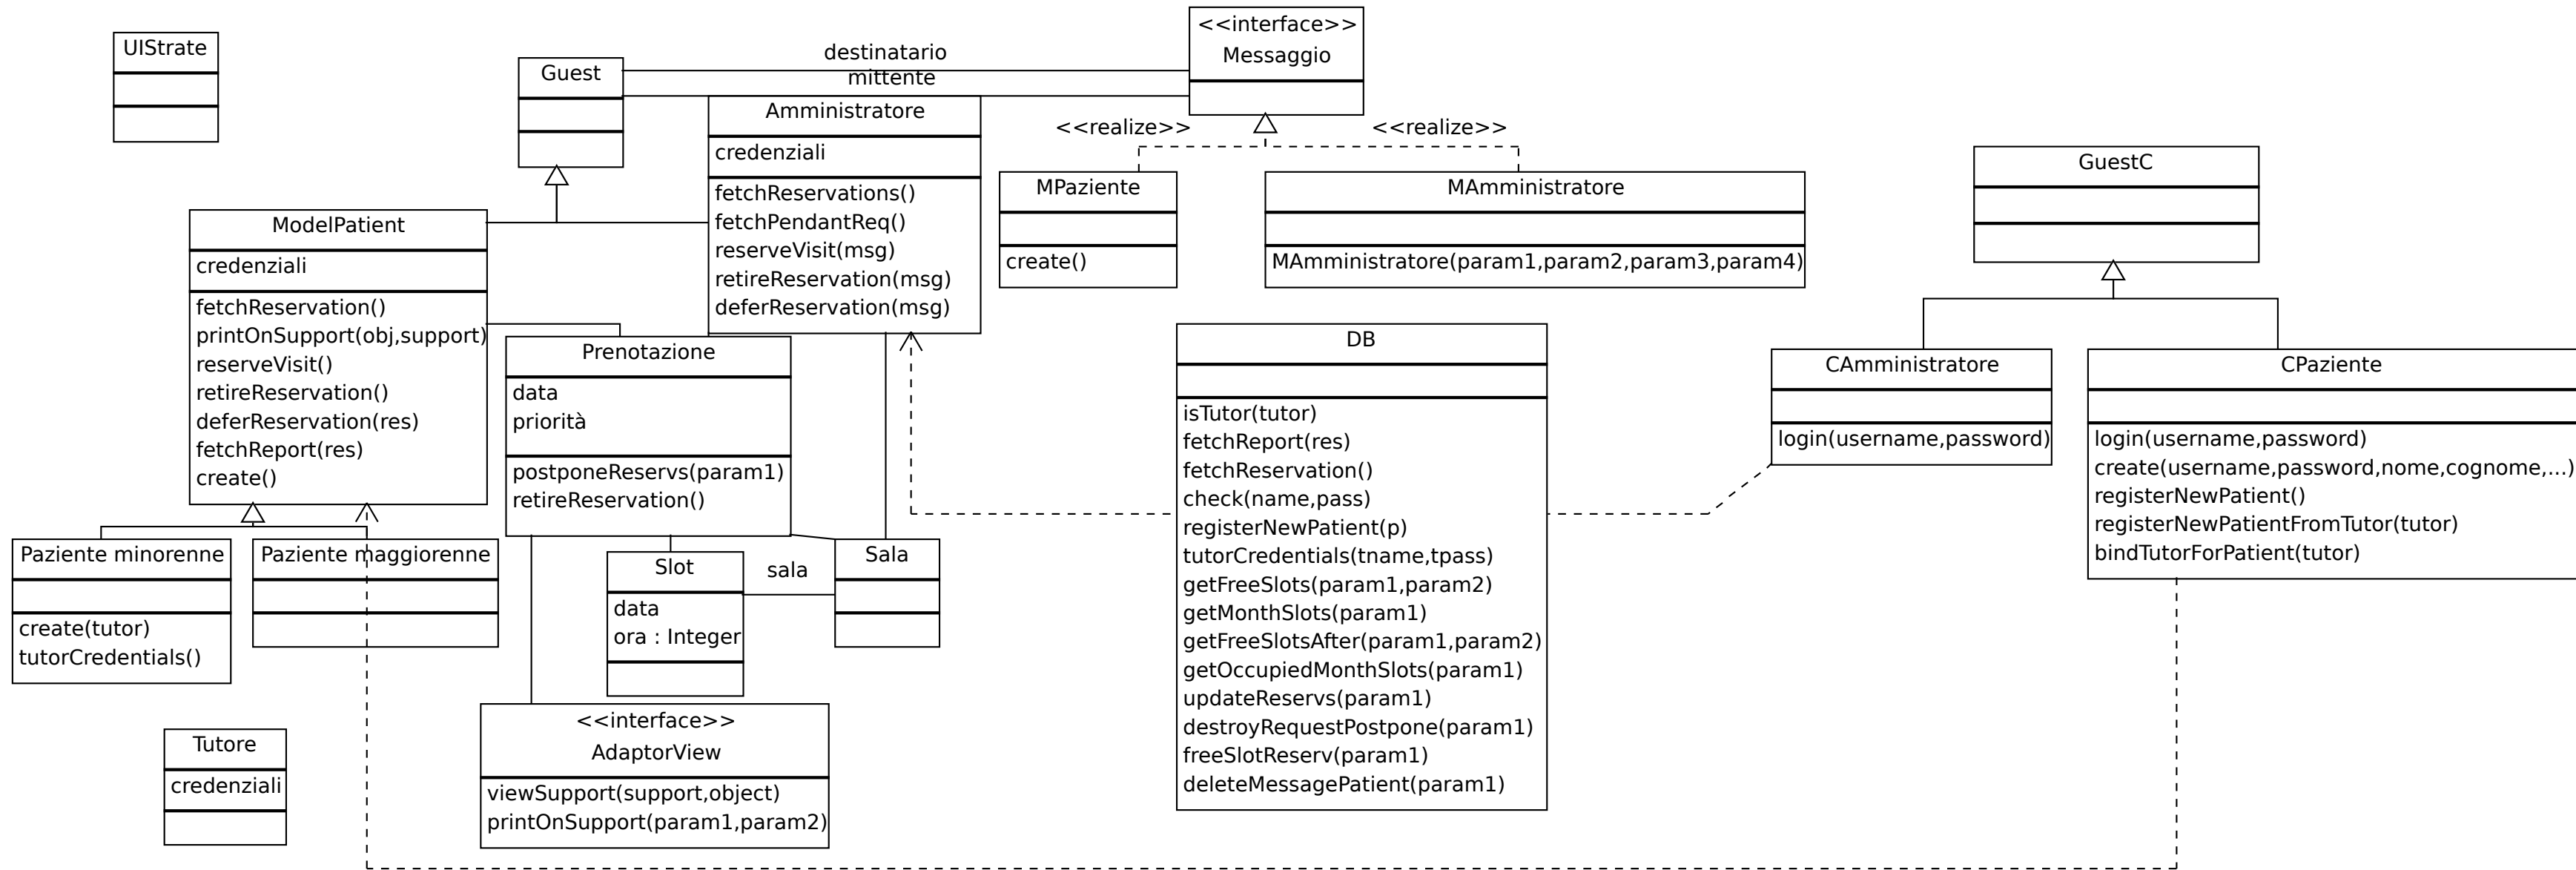 UIStrate
Guest
destinatario
mittente
<<interface>>
Messaggio
Amministratore
credenziali
fetchReservations()
fetchPendantReq()
reserveVisit(msg)
retireReservation(msg)
deferReservation(msg)
<<realize>>
<<realize>>
MPaziente
create()
MAmministratore
MAmministratore(param1,param2,param3,param4)
GuestC
ModelPatient
credenziali
fetchReservation()
printOnSupport(obj,support)
reserveVisit()
retireReservation()
deferReservation(res)
fetchReport(res)
create()
Prenotazione
data
priorità
postponeReservs(param1)
retireReservation()
DB
isTutor(tutor)
fetchReport(res)
fetchReservation()
check(name,pass)
registerNewPatient(p)
tutorCredentials(tname,tpass)
getFreeSlots(param1,param2)
getMonthSlots(param1)
getFreeSlotsAfter(param1,param2)
getOccupiedMonthSlots(param1)
updateReservs(param1)
destroyRequestPostpone(param1)
freeSlotReserv(param1)
deleteMessagePatient(param1)
CAmministratore
login(username,password)
CPaziente
login(username,password)
create(username,password,nome,cognome,...)
registerNewPatient()
registerNewPatientFromTutor(tutor)
bindTutorForPatient(tutor)
Paziente minorenne
create(tutor)
tutorCredentials()
Paziente maggiorenne
Slot
data
ora : Integer
sala
Sala
Tutore
credenziali
<<interface>>
AdaptorView
viewSupport(support,object)
printOnSupport(param1,param2)